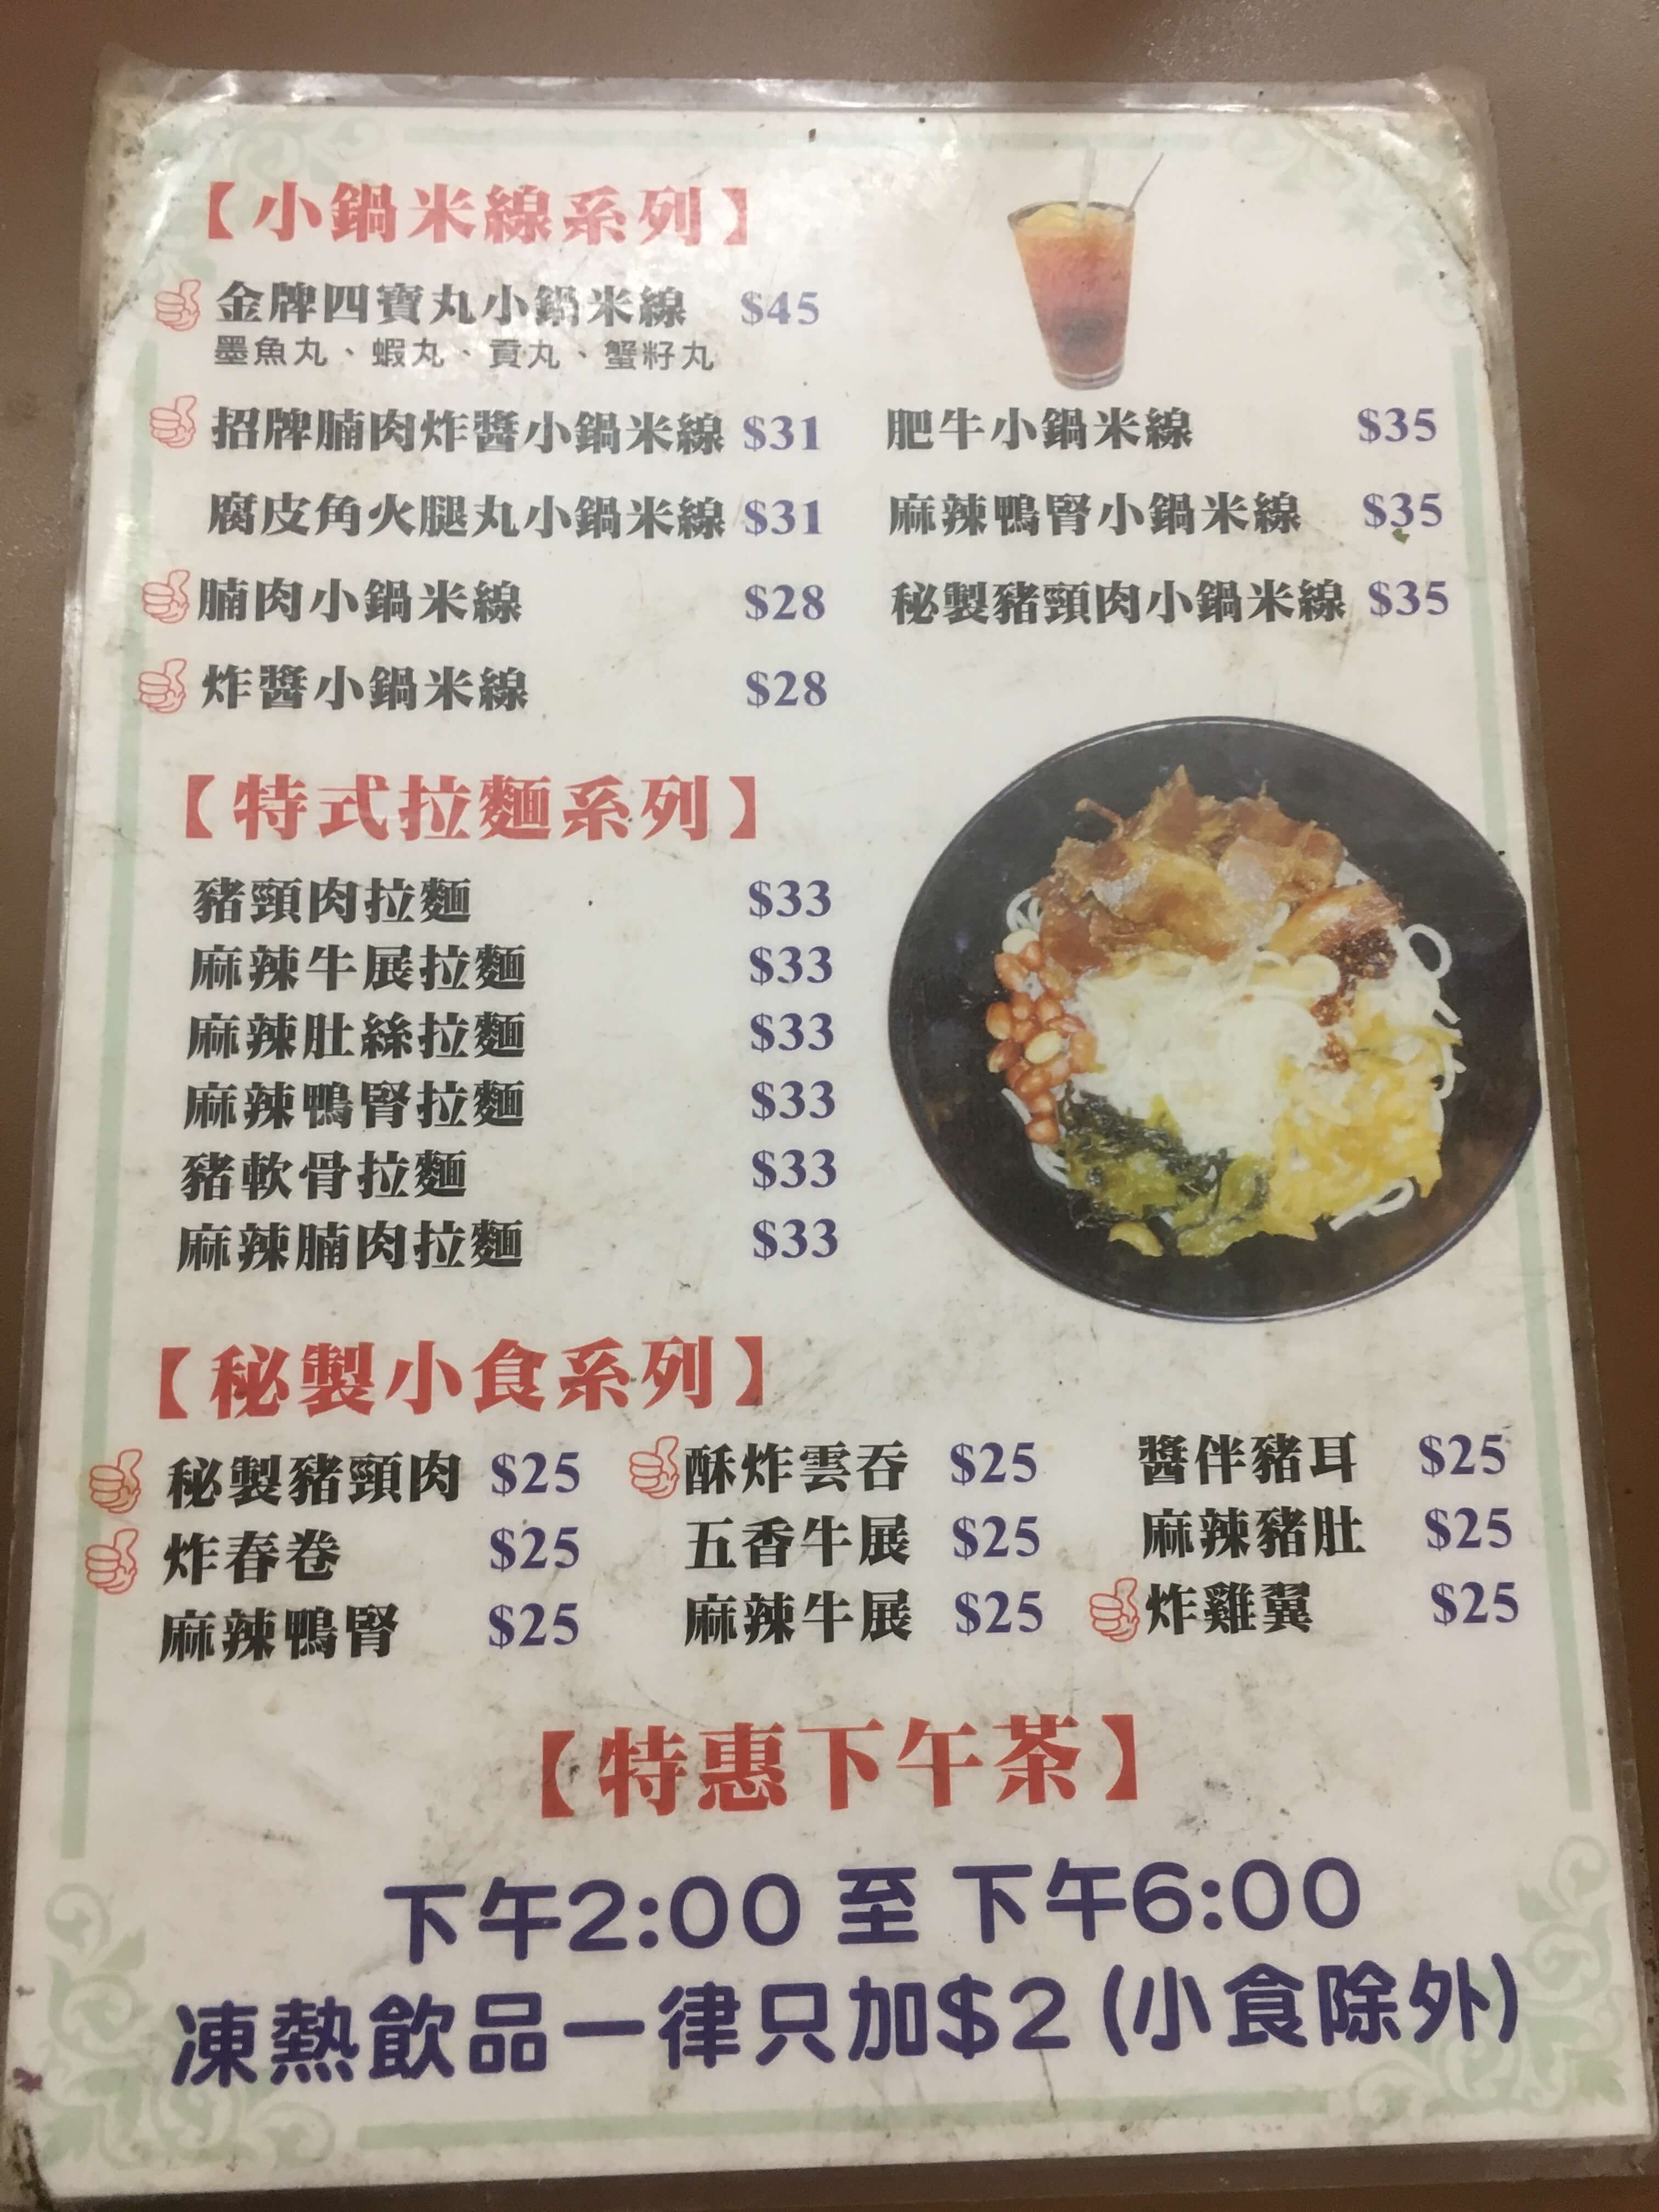 【小鍋米線系列】
金牌四寶丸小鍋米線 $45
墨魚丸、蝦丸、貢丸、蟹籽丸
招牌腩肉炸醬小鍋米線 $31
腐皮角火腿丸小鍋米線 $31
腩肉小鍋米線 $28
炸醬小鍋米線 $28
肥牛小鍋米線 $35
麻辣鴨腎小鍋米線 $35
秘製豬頸肉小鍋米線 $35
【特式拉麵系列】
豬頸肉拉麵 $33
麻辣牛展拉麵 $33
麻辣肚絲拉麵 $33
麻辣鴨腎拉麵 $33
豬軟骨拉麵 $33
麻辣腩肉拉麵 $33
【秘製小食系列】
秘製豬頸肉 $25 酥炸雲吞 $25 醬伴豬耳 $25
炸春卷 $25 五香牛展 $25 麻辣豬肚 $25
麻辣鴨腎 $25 麻辣牛展 $25 炸雞翼 $25
【特惠下午茶】
下午2:00 至 下午6:00
凍熱飲品一律只加$2 (小食除外)